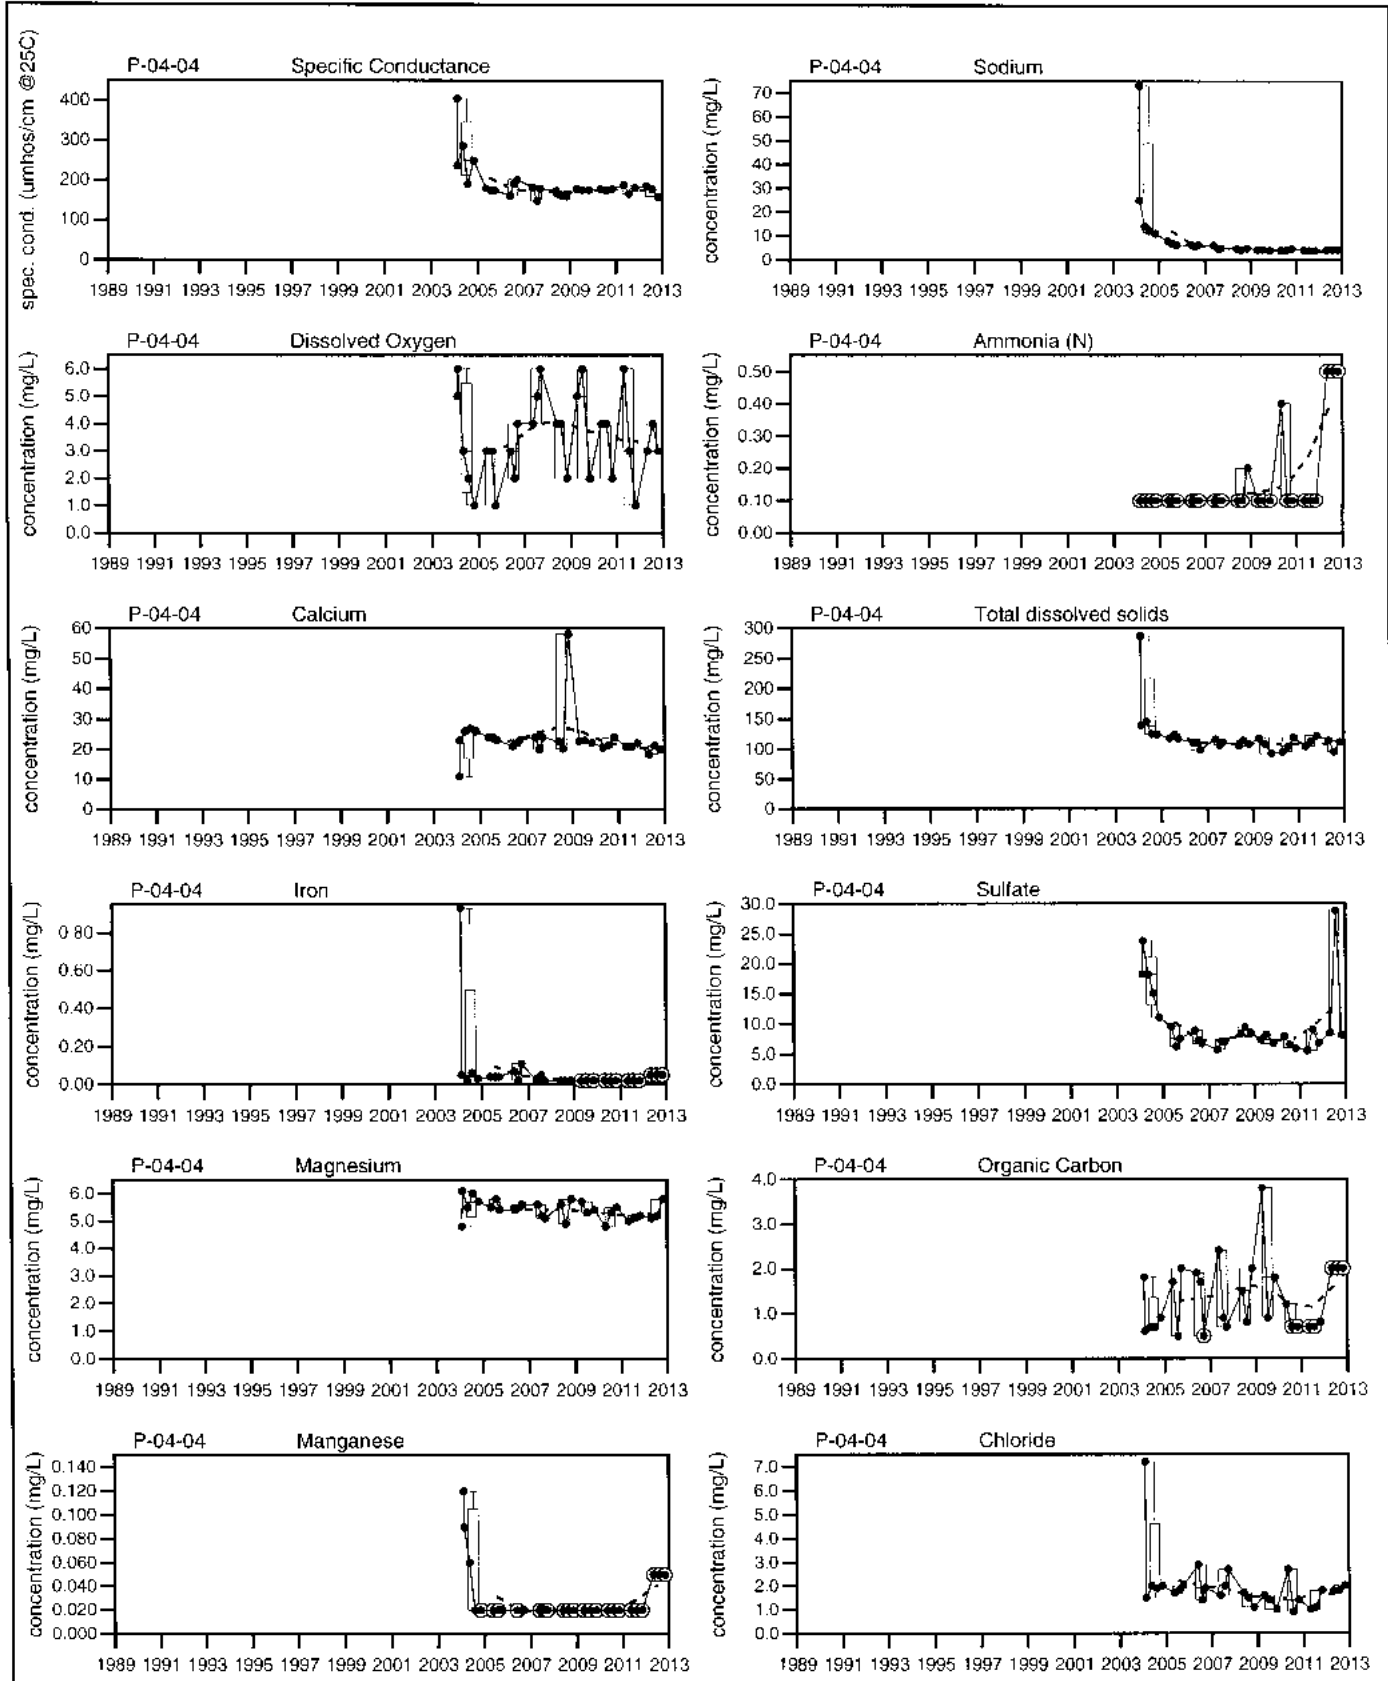 P-04-04 Specific Conductance
spec. cond. (umhos/cm @25C)
400
300
200
100
0
1989 1991 1993 1995 1997 1999 2001 2003 2005 2007 2009 2011 2013
P-04-04 Sodium
concentration (mg/L)
70
60
50
40
30
20
10
0
1989 1991 1993 1995 1997 1999 2001 2003 2005 2007 2009 2011 2013
P-04-04 Dissolved Oxygen
concentration (mg/L)
6.0
5.0
4.0
3.0
2.0
1.0
0.0
1989 1991 1993 1995 1997 1999 2001 2003 2005 2007 2009 2011 2013
P-04-04 Ammonia (N)
concentration (mg/L)
0.50
0.40
0.30
0.20
0.10
0.00
1989 1991 1993 1995 1997 1999 2001 2003 2005 2007 2009 2011 2013
P-04-04 Calcium
concentration (mg/L)
60
50
40
30
20
10
0
1989 1991 1993 1995 1997 1999 2001 2003 2005 2007 2009 2011 2013
P-04-04 Total dissolved solids
concentration (mg/L)
300
250
200
150
100
50
0
1989 1991 1993 1995 1997 1999 2001 2003 2005 2007 2009 2011 2013
P-04-04 Iron
concentration (mg/L)
0.80
0.60
0.40
0.20
0.00
1989 1991 1993 1995 1997 1999 2001 2003 2005 2007 2009 2011 2013
P-04-04 Sulfate
concentration (mg/L)
30.0
25.0
20.0
15.0
10.0
5.0
0.0
1989 1991 1993 1995 1997 1999 2001 2003 2005 2007 2009 2011 2013
P-04-04 Magnesium
concentration (mg/L)
6.0
5.0
4.0
3.0
2.0
1.0
0.0
1989 1991 1993 1995 1997 1999 2001 2003 2005 2007 2009 2011 2013
P-04-04 Organic Carbon
concentration (mg/L)
4.0
3.0
2.0
1.0
0.0
1989 1991 1993 1995 1997 1999 2001 2003 2005 2007 2009 2011 2013
P-04-04 Manganese
concentration (mg/L)
0.140
0.120
0.100
0.080
0.060
0.040
0.020
0.000
1989 1991 1993 1995 1997 1999 2001 2003 2005 2007 2009 2011 2013
P-04-04 Chloride
concentration (mg/L)
7.0
6.0
5.0
4.0
3.0
2.0
1.0
0.0
1989 1991 1993 1995 1997 1999 2001 2003 2005 2007 2009 2011 2013